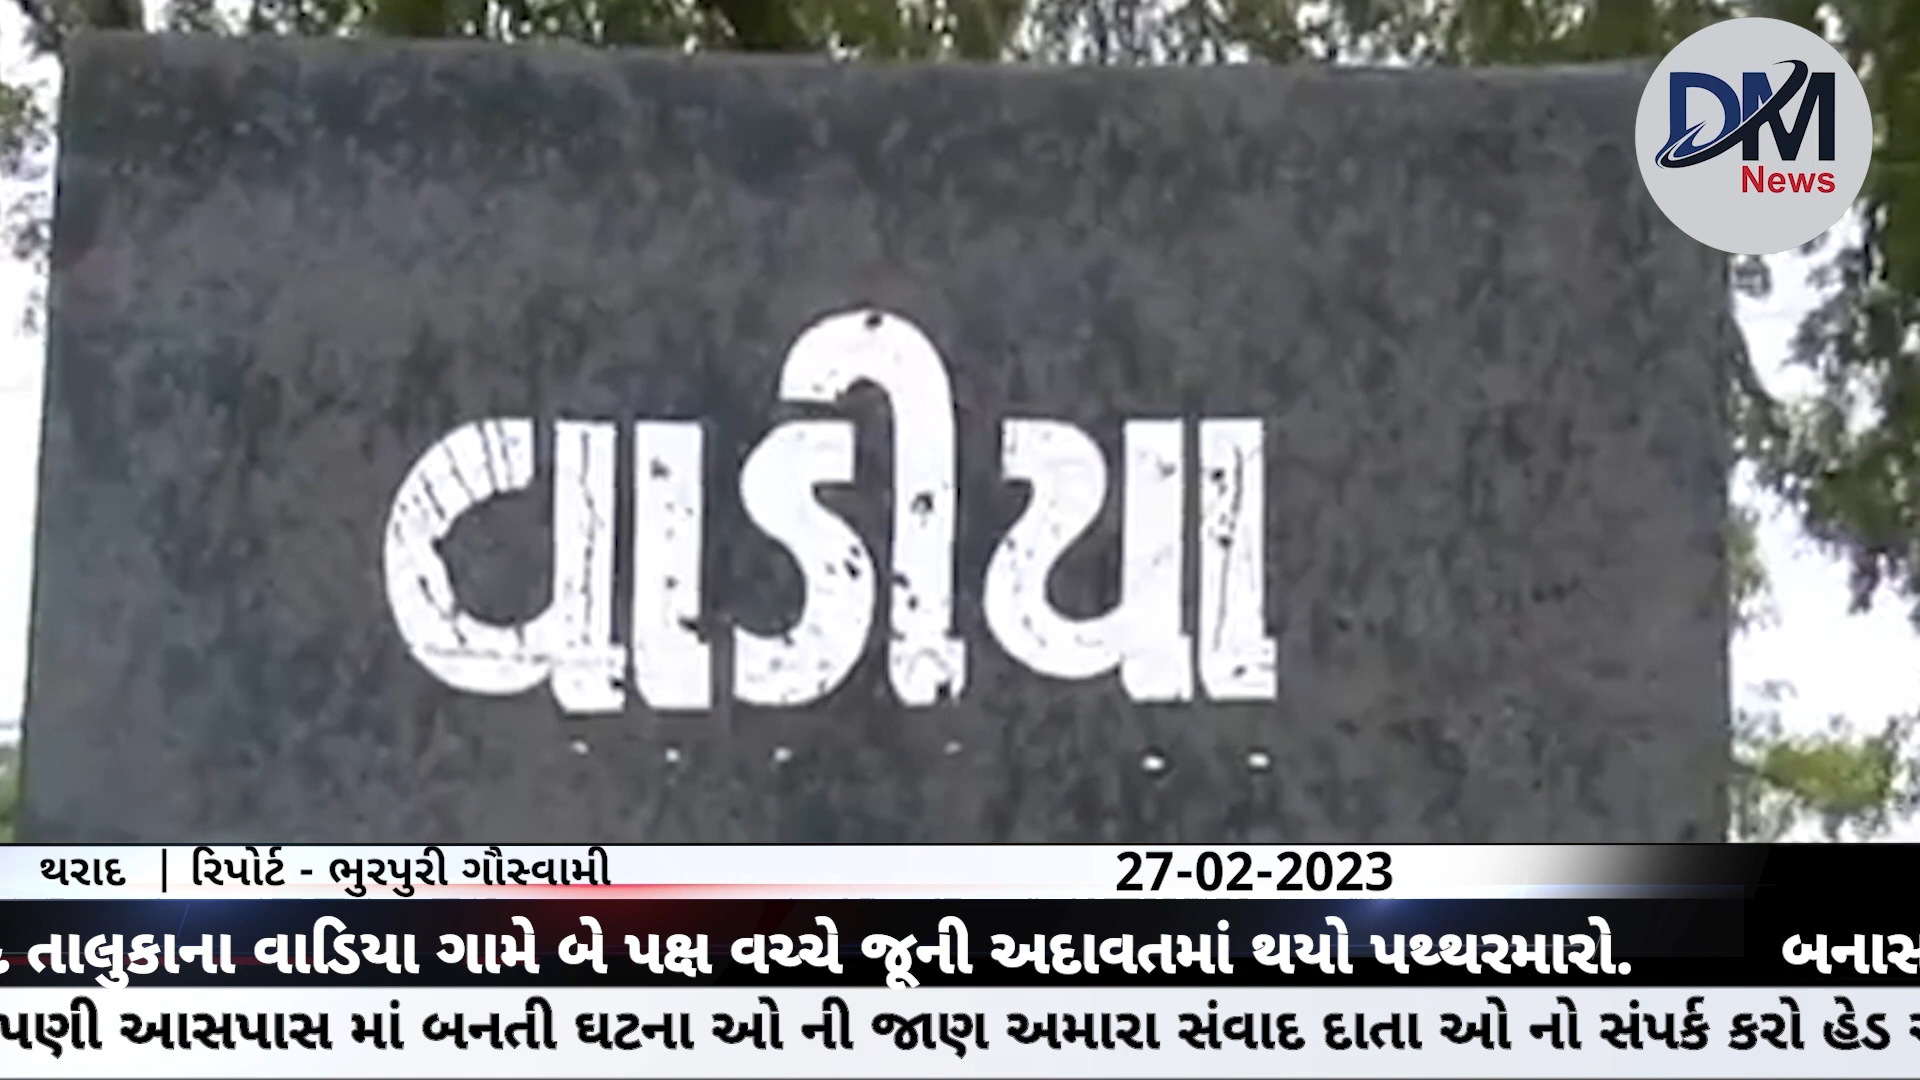 DM
News
વાડીયા
થરાદ | રિપોર્ટ - ભુરપુરી ગૌસ્વામી 27-02-2023
તાલુકાના વાડિયા ગામે બે પક્ષ વચ્ચે જૂની અદાવતમાં થયો પથ્થરમારો. બનાસ
પણી આસપાસ માં બનતી ઘટના ઓ ની જાણ અમારા સંવાદ દાતા ઓ નો સંપર્ક કરો હેડ